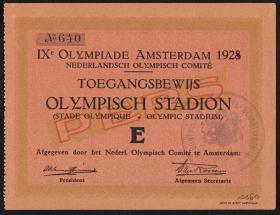 № 640
IXᵉ OLYMPIADE AMSTERDAM 1928
NEDERLANDSCH OLYMPISCH COMITÉ
TOEGANGSBEWIJS
OLYMPISCH STADION
(STADE OLYMPIQUE - OLYMPIC STADIUM)
PERS
E
Afgegeven door het Nederl. Olympisch Comité te Amsterdam:
President
Algemeen Secretaris